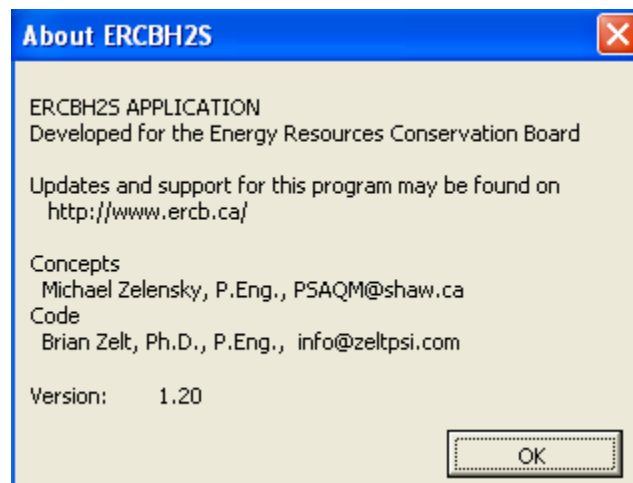 About ERCBH2S
ERCBH2S APPLICATION
Developed for the Energy Resources Conservation Board
Updates and support for this program may be found on
http://www.ercb.ca/
Concepts
Michael Zelensky, P.Eng., PSAQM@shaw.ca
Code
Brian Zelt, Ph.D., P.Eng., info@zeltpsi.com
Version: 1.20
OK